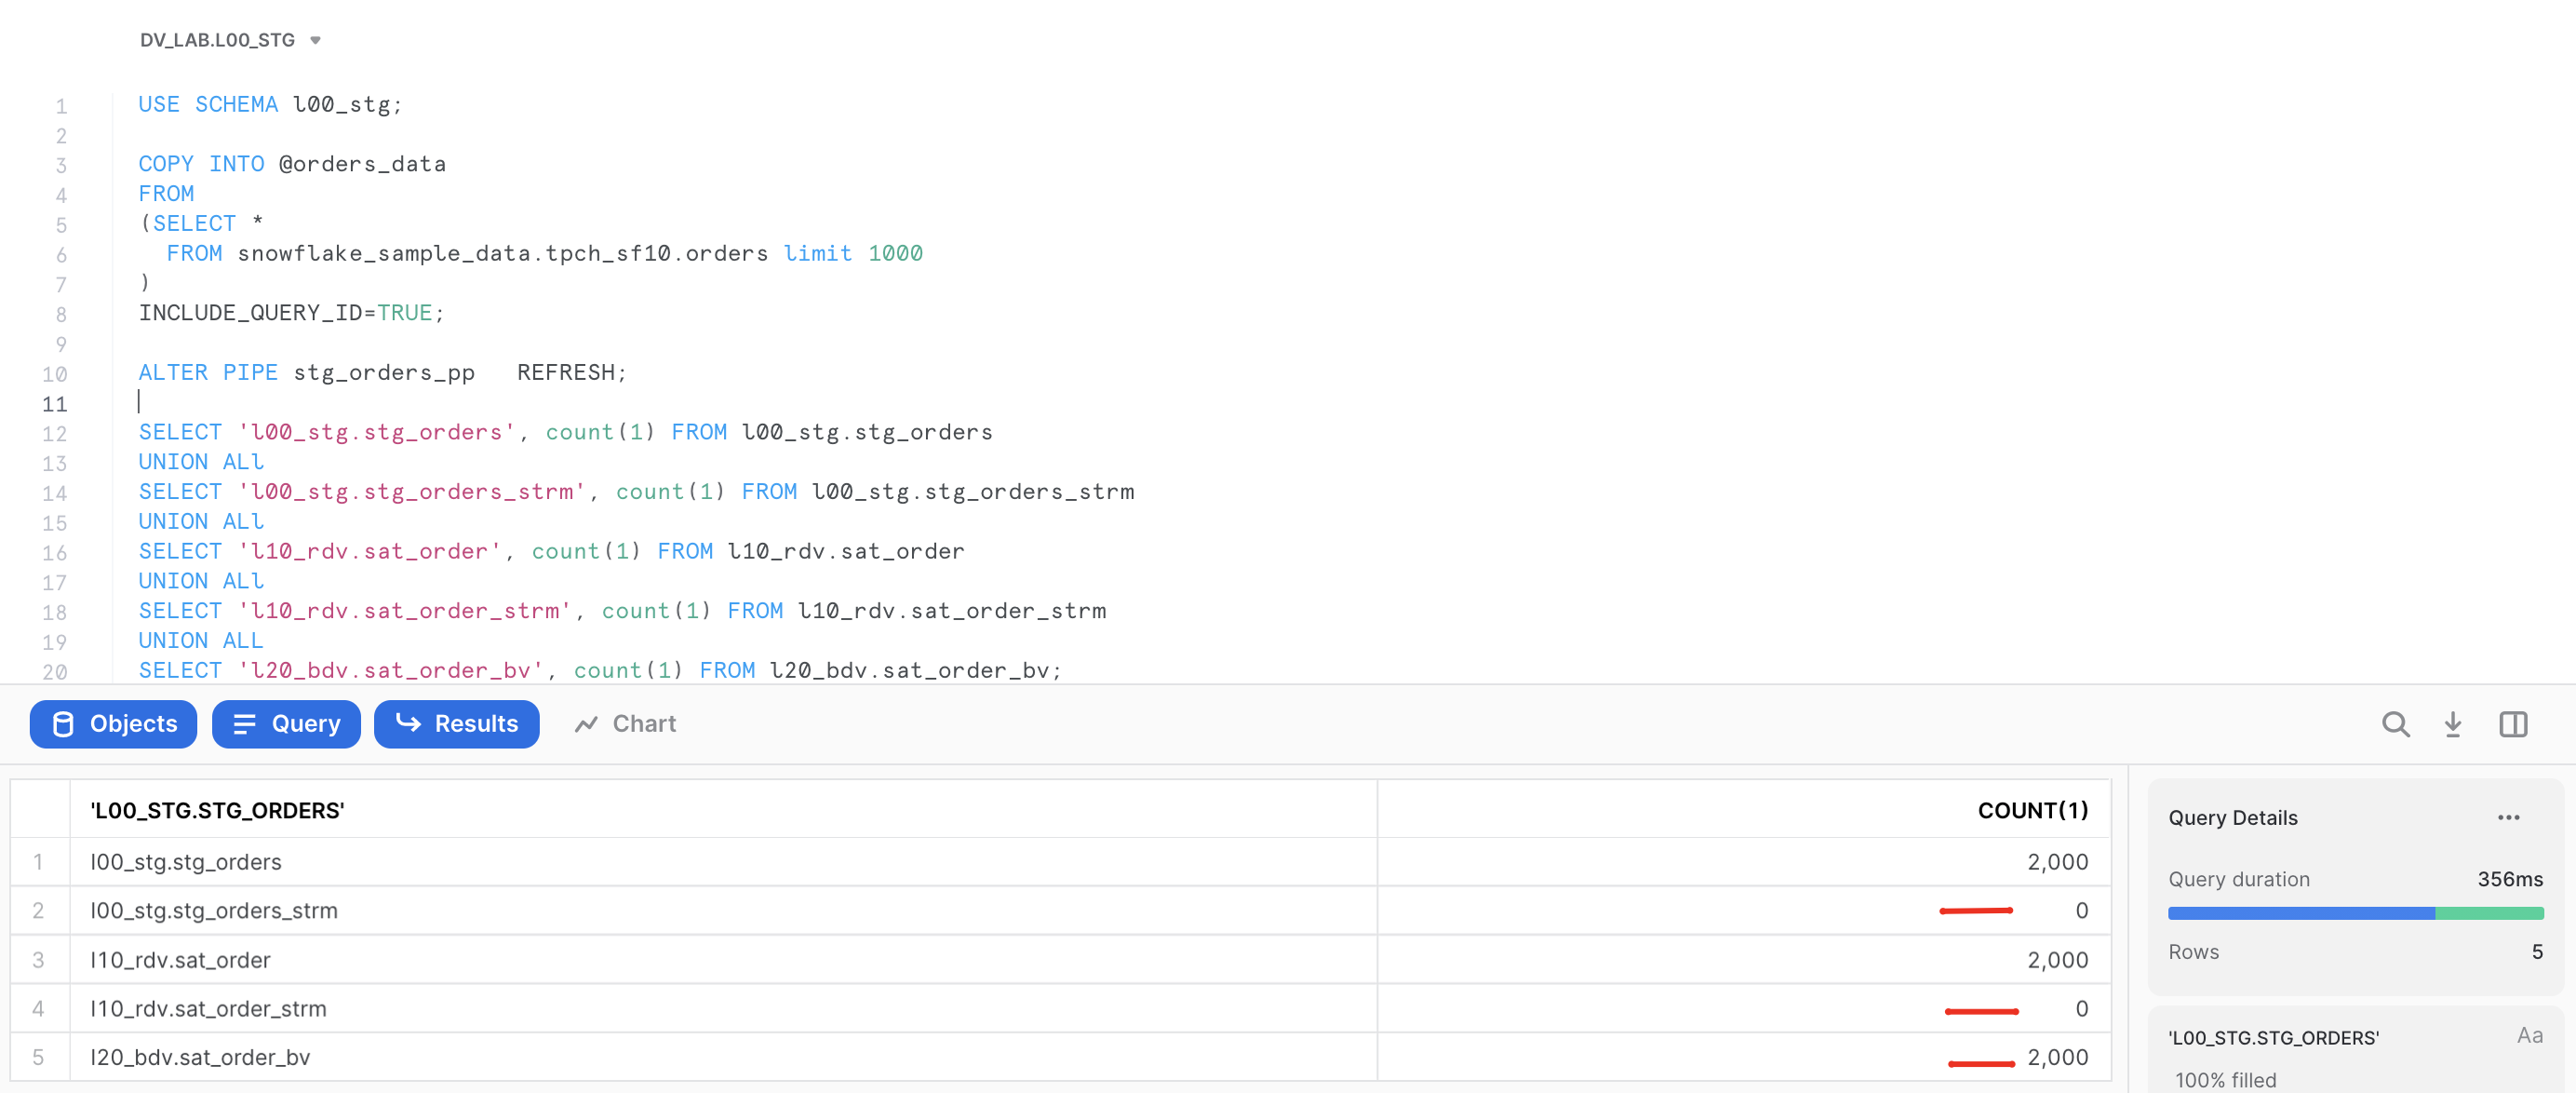 DV_LAB.L00_STG
1 USE SCHEMA l00_stg;
2
3 COPY INTO @orders_data
4 FROM
5 (SELECT *
6 FROM snowflake_sample_data.tpch_sf10.orders limit 1000
7 )
8 INCLUDE_QUERY_ID=TRUE;
9
10 ALTER PIPE stg_orders_pp   REFRESH;
11
12 SELECT 'l00_stg.stg_orders', count(1) FROM l00_stg.stg_orders
13 UNION ALl
14 SELECT 'l00_stg.stg_orders_strm', count(1) FROM l00_stg.stg_orders_strm
15 UNION ALl
16 SELECT 'l10_rdv.sat_order', count(1) FROM l10_rdv.sat_order
17 UNION ALl
18 SELECT 'l10_rdv.sat_order_strm', count(1) FROM l10_rdv.sat_order_strm
19 UNION ALL
20 SELECT 'l20_bdv.sat_order_bv', count(1) FROM l20_bdv.sat_order_bv;
Objects Query Results Chart
'L00_STG.STG_ORDERS' COUNT(1)
1 l00_stg.stg_orders 2,000
2 l00_stg.stg_orders_strm 0
3 l10_rdv.sat_order 2,000
4 l10_rdv.sat_order_strm 0
5 l20_bdv.sat_order_bv 2,000
Query Details ...
Query duration 356ms
Rows 5
'L00_STG.STG_ORDERS' Aa
100% filled